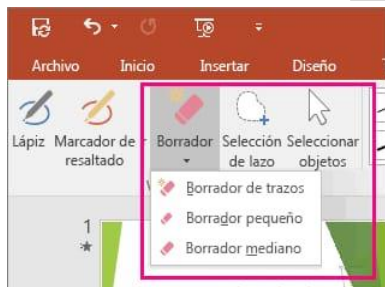 Archivo Inicio Insertar Diseño
Lápiz Marcador de Borrador Selección Seleccionar
resaltado de lazo objetos
Borrador de trazos
Borrador pequeño
Borrador mediano
1